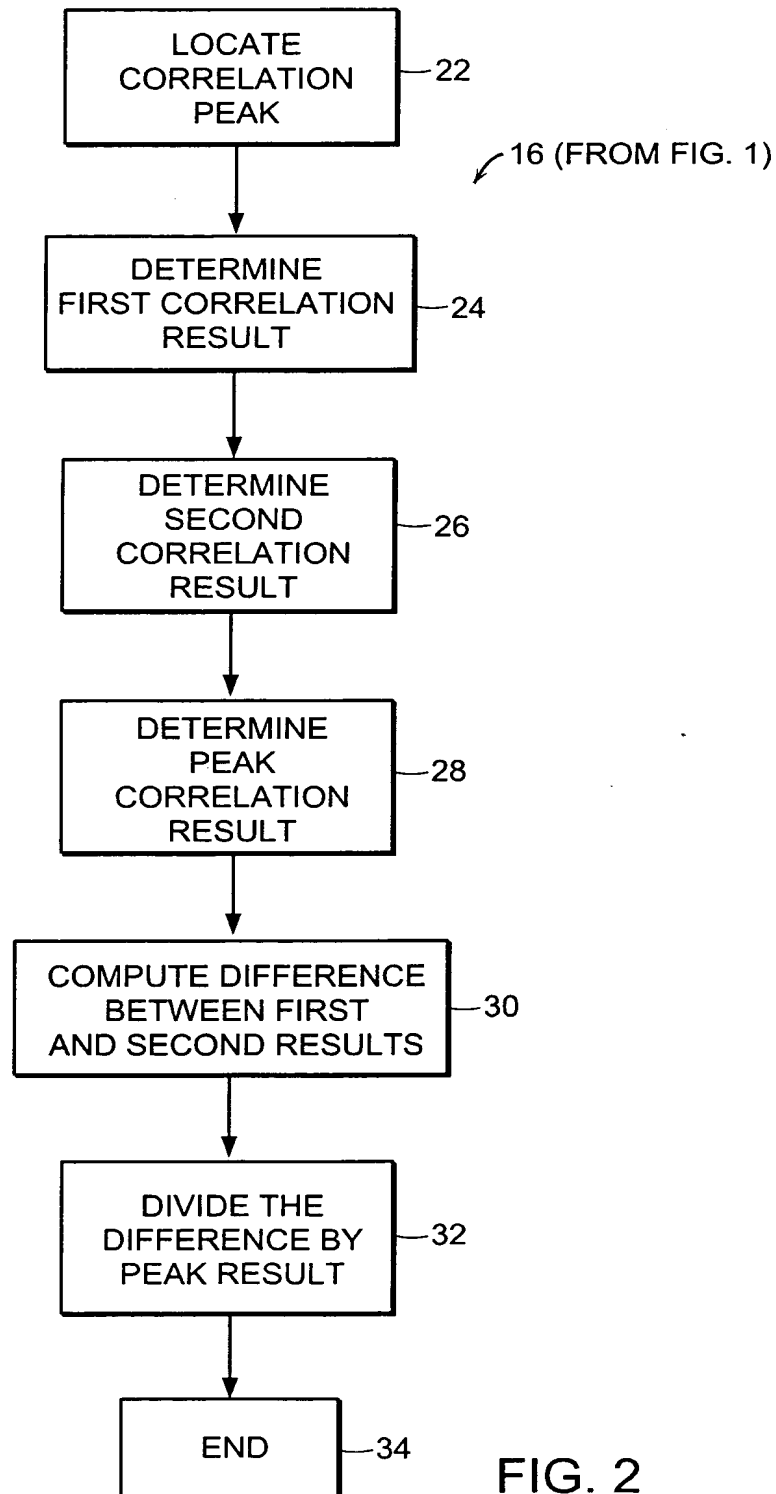 LOCATE
CORRELATION
PEAK
22
16 (FROM FIG. 1)
DETERMINE
FIRST CORRELATION
RESULT
24
DETERMINE
SECOND
CORRELATION
RESULT
26
DETERMINE
PEAK
CORRELATION
RESULT
28
COMPUTE DIFFERENCE
BETWEEN FIRST
AND SECOND RESULTS
30
DIVIDE THE
DIFFERENCE BY
PEAK RESULT
32
END
34
FIG. 2